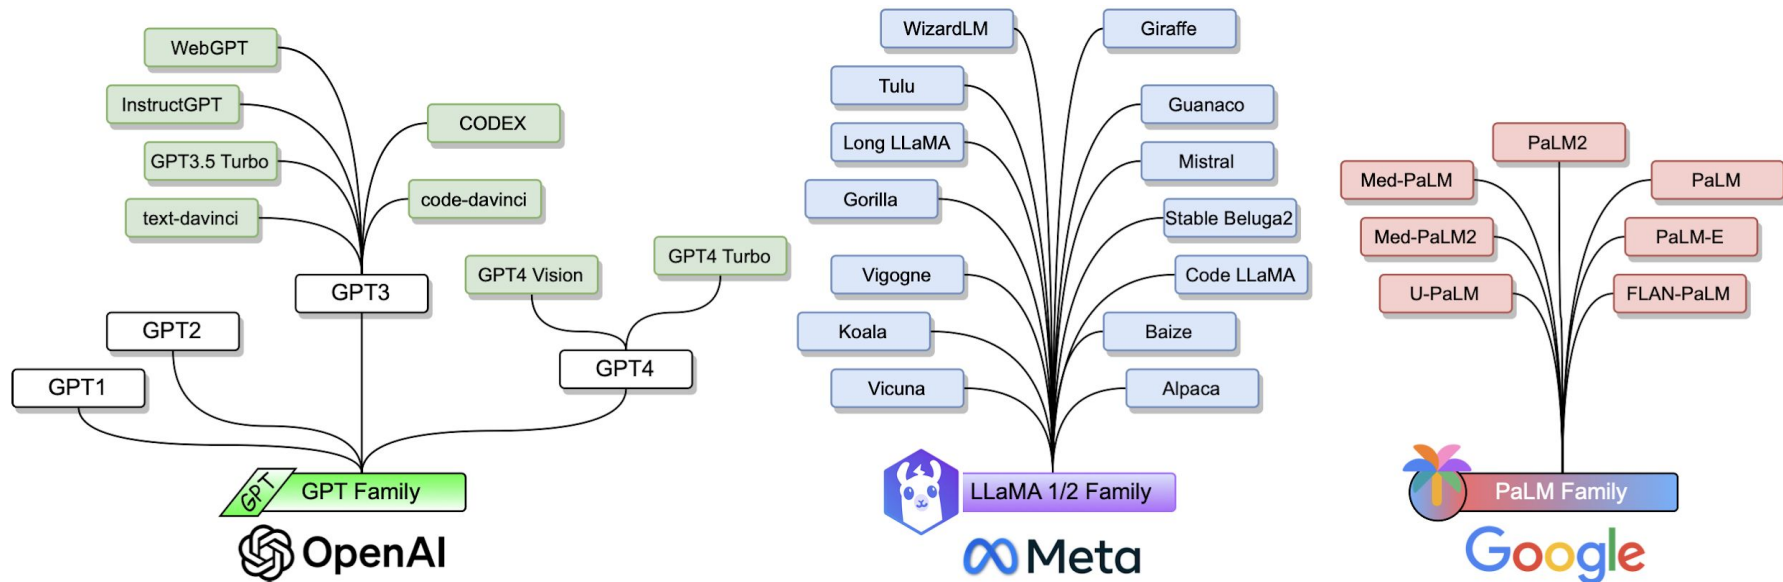 WebGPT
InstructGPT
GPT3.5 Turbo
text-davinci
CODEX
code-davinci
GPT3
GPT4 Vision
GPT4 Turbo
GPT2
GPT1
GPT4
GPT
GPT Family
OpenAI
WizardLM
Giraffe
Tulu
Guanaco
Long LLaMA
Mistral
Gorilla
Stable Beluga2
Vigogne
Code LLaMA
Koala
Baize
Vicuna
Alpaca
LLaMA 1/2 Family
Meta
PaLM2
Med-PaLM
PaLM
Med-PaLM2
PaLM-E
U-PaLM
FLAN-PaLM
PaLM Family
Google